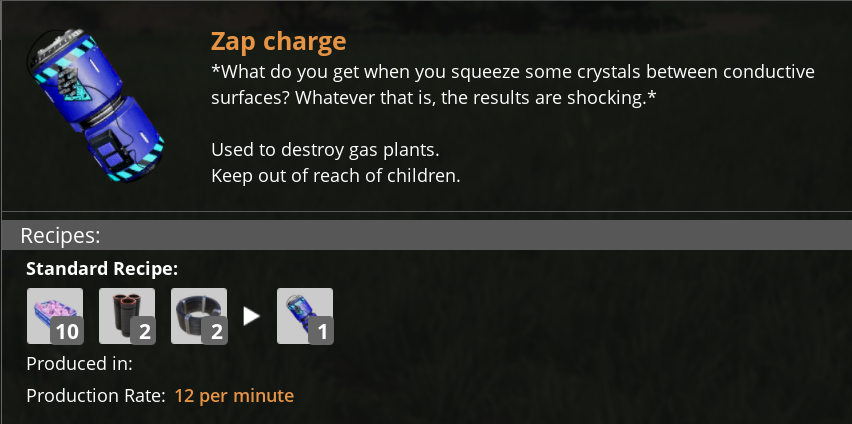 Zap charge
*What do you get when you squeeze some crystals between conductive
surfaces? Whatever that is, the results are shocking.*
Used to destroy gas plants.
Keep out of reach of children.
Recipes:
Standard Recipe:
10 2 2 1
Produced in:
Production Rate: 12 per minute